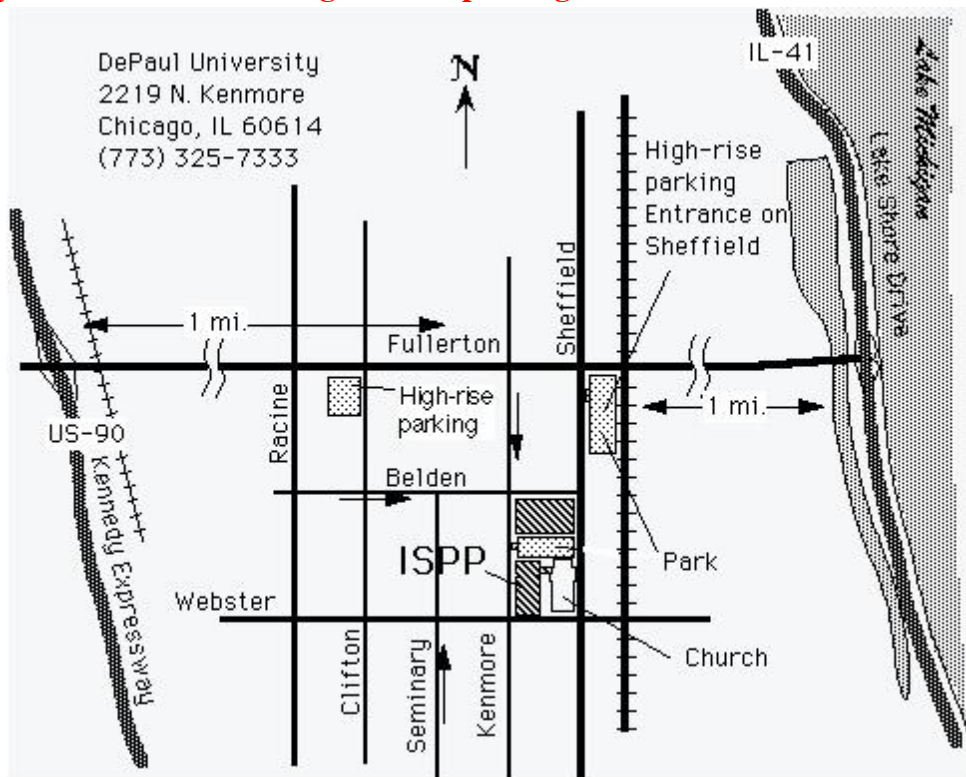 DePaul University
2219 N. Kenmore
Chicago, IL 60614
(773) 325-7333
N
IL-41
Lake Michigan
Lake Shore Drive
High-rise
parking
Entrance on
Sheffield
Sheffield
1 mi.
Fullerton
High-rise
parking
Racine
1 mi.
US-90
Kennedy Expressway
Belden
ISPP
Park
Webster
Church
Clifton
Seminary
Kenmore